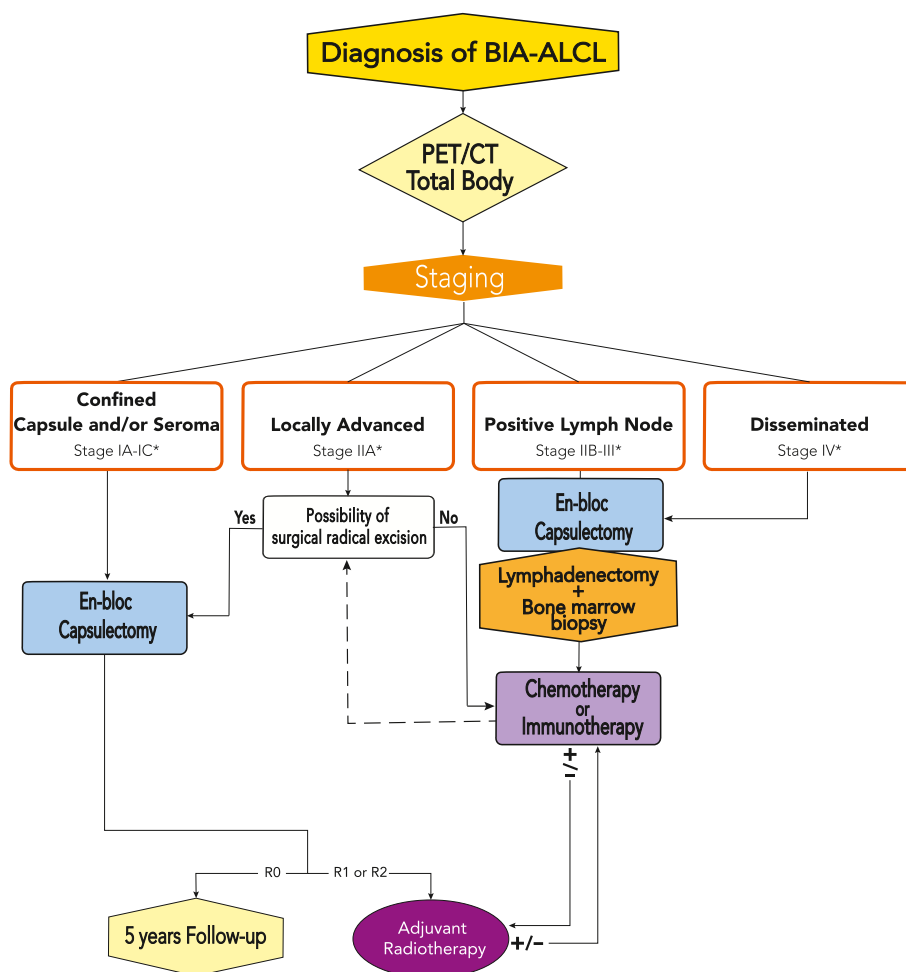 Diagnosis of BIA-ALCL
PET/CT
Total Body
Staging
Confined
Capsule and/or Seroma
Stage IA-IC*
Locally Advanced
Stage IIA*
Positive Lymph Node
Stage IIB-III*
Disseminated
Stage IV*
Yes
Possibility of
surgical radical excision
No
En-bloc
Capsulectomy
Lymphadenectomy
+
Bone marrow
biopsy
En-bloc
Capsulectomy
Chemotherapy
or
Immunotherapy
-/+
R0
R1 or R2
5 years Follow-up
Adjuvant
Radiotherapy
+/-